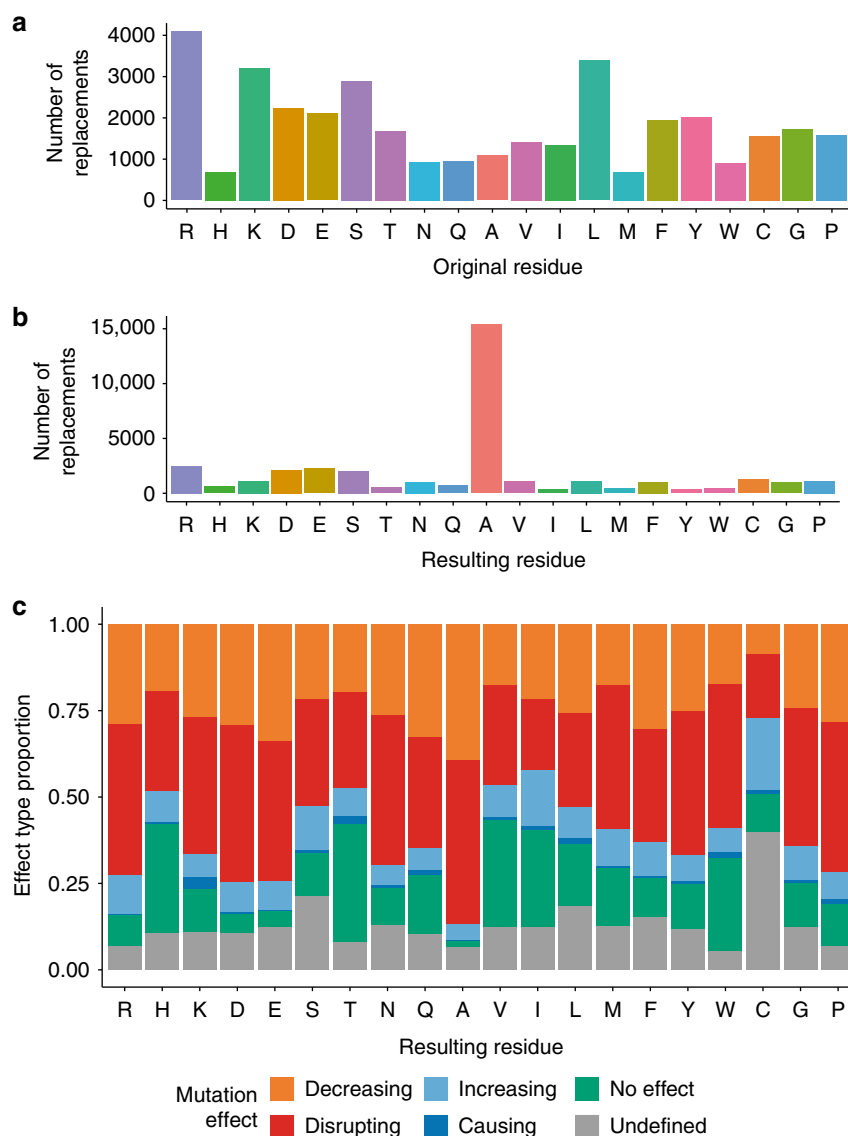 a
Number of
replacements
4000
3000
2000
1000
0
R H K D E S T N Q A V I L M F Y W C G P
Original residue
b
Number of
replacements
15,000
10,000
5000
0
R H K D E S T N Q A V I L M F Y W C G P
Resulting residue
c
Effect type proportion
1.00
0.75
0.50
0.25
0.00
R H K D E S T N Q A V I L M F Y W C G P
Resulting residue
Mutation
effect
Decreasing Increasing No effect
Disrupting Causing Undefined